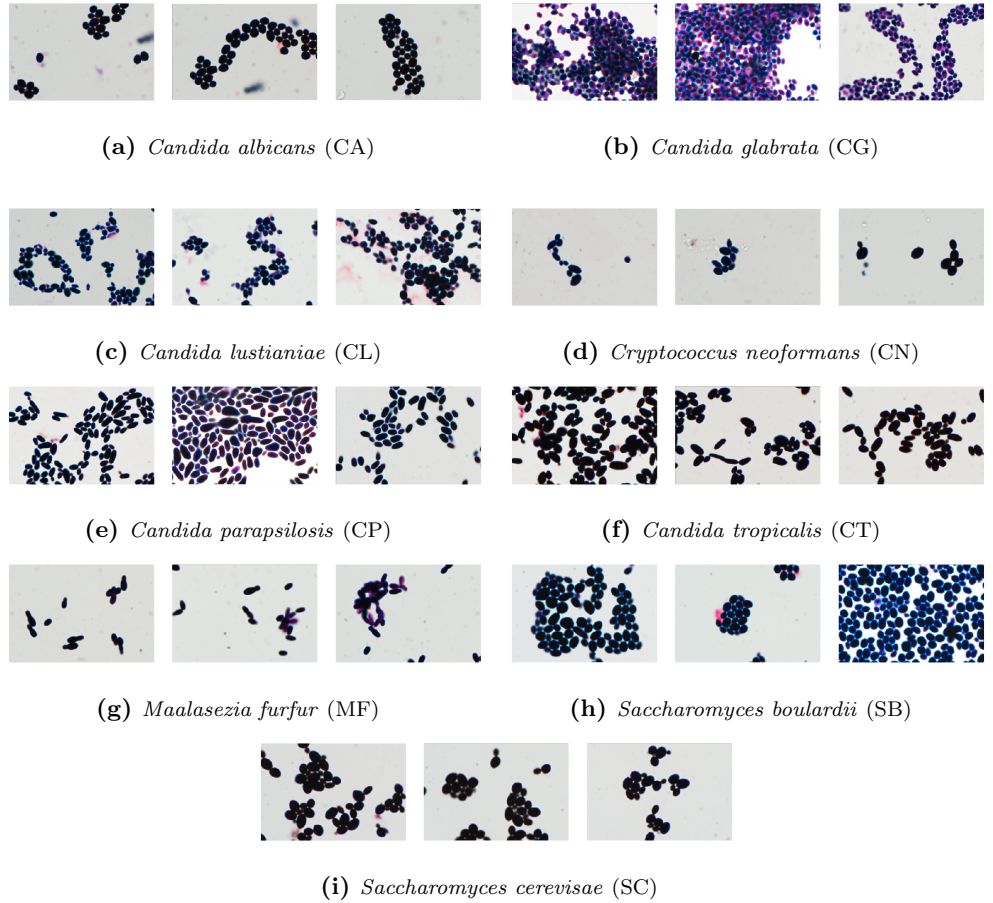 (a) Candida albicans (CA)
(b) Candida glabrata (CG)
(c) Candida lustianiae (CL)
(d) Cryptococcus neoformans (CN)
(e) Candida parapsilosis (CP)
(f) Candida tropicalis (CT)
(g) Maalasezia furfur (MF)
(h) Saccharomyces boulardii (SB)
(i) Saccharomyces cerevisae (SC)